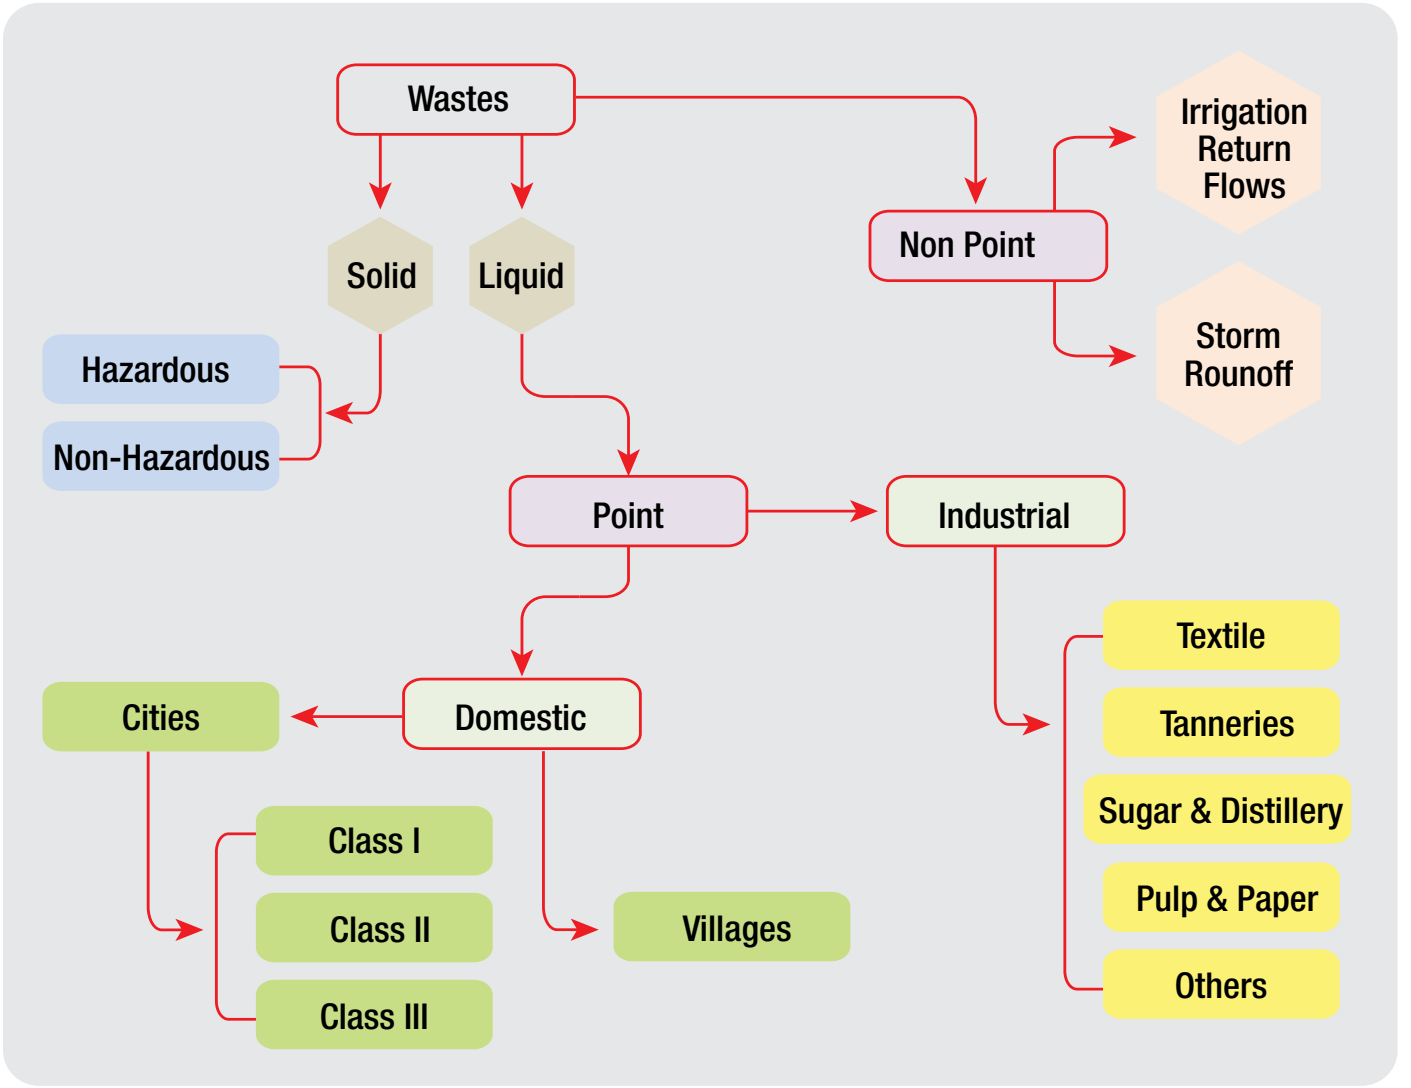 Wastes
Irrigation
Return
Flows
Non Point
Solid
Liquid
Storm
Rounoff
Hazardous
Non-Hazardous
Point
Industrial
Textile
Cities
Domestic
Tanneries
Sugar & Distillery
Class I
Pulp & Paper
Class II
Villages
Others
Class III